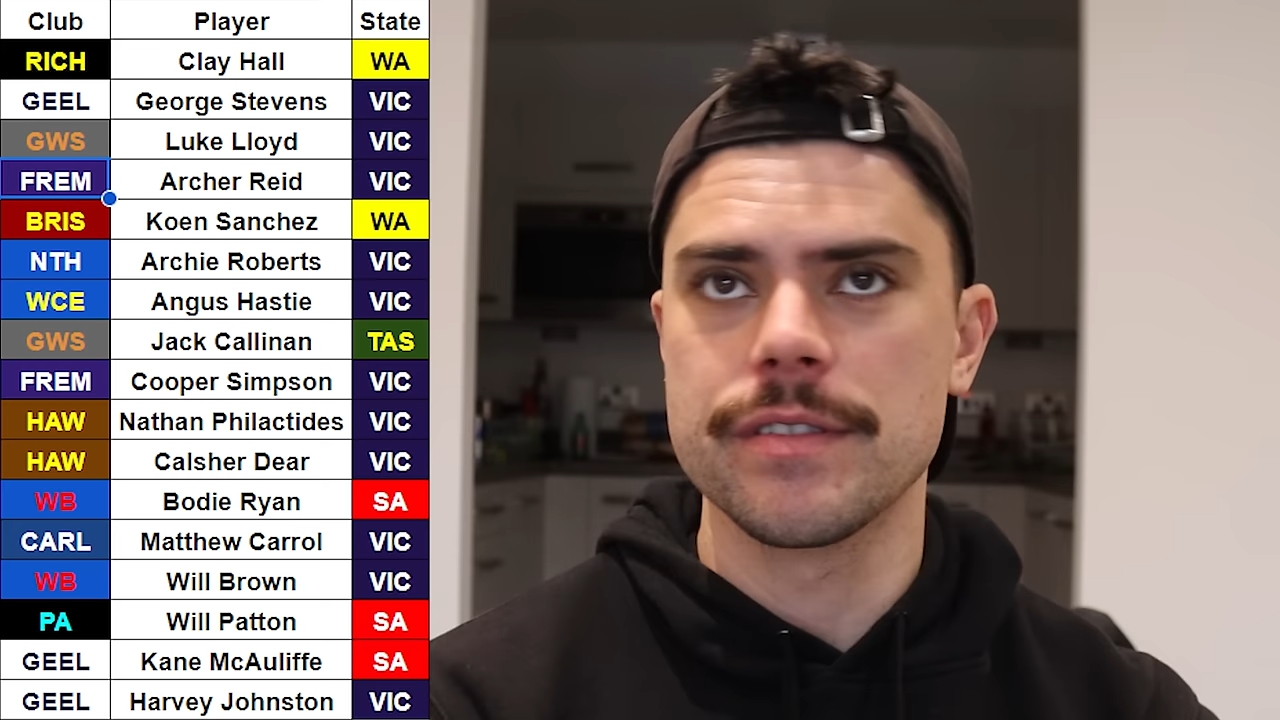 Club Player State
RICH Clay Hall WA
GEEL George Stevens VIC
GWS Luke Lloyd VIC
FREM Archer Reid VIC
BRIS Koen Sanchez WA
NTH Archie Roberts VIC
WCE Angus Hastie VIC
GWS Jack Callinan TAS
FREM Cooper Simpson VIC
HAW Nathan Philactides VIC
HAW Calsher Dear VIC
WB Bodie Ryan SA
CARL Matthew Carrol VIC
WB Will Brown VIC
PA Will Patton SA
GEEL Kane McAuliffe SA
GEEL Harvey Johnston VIC